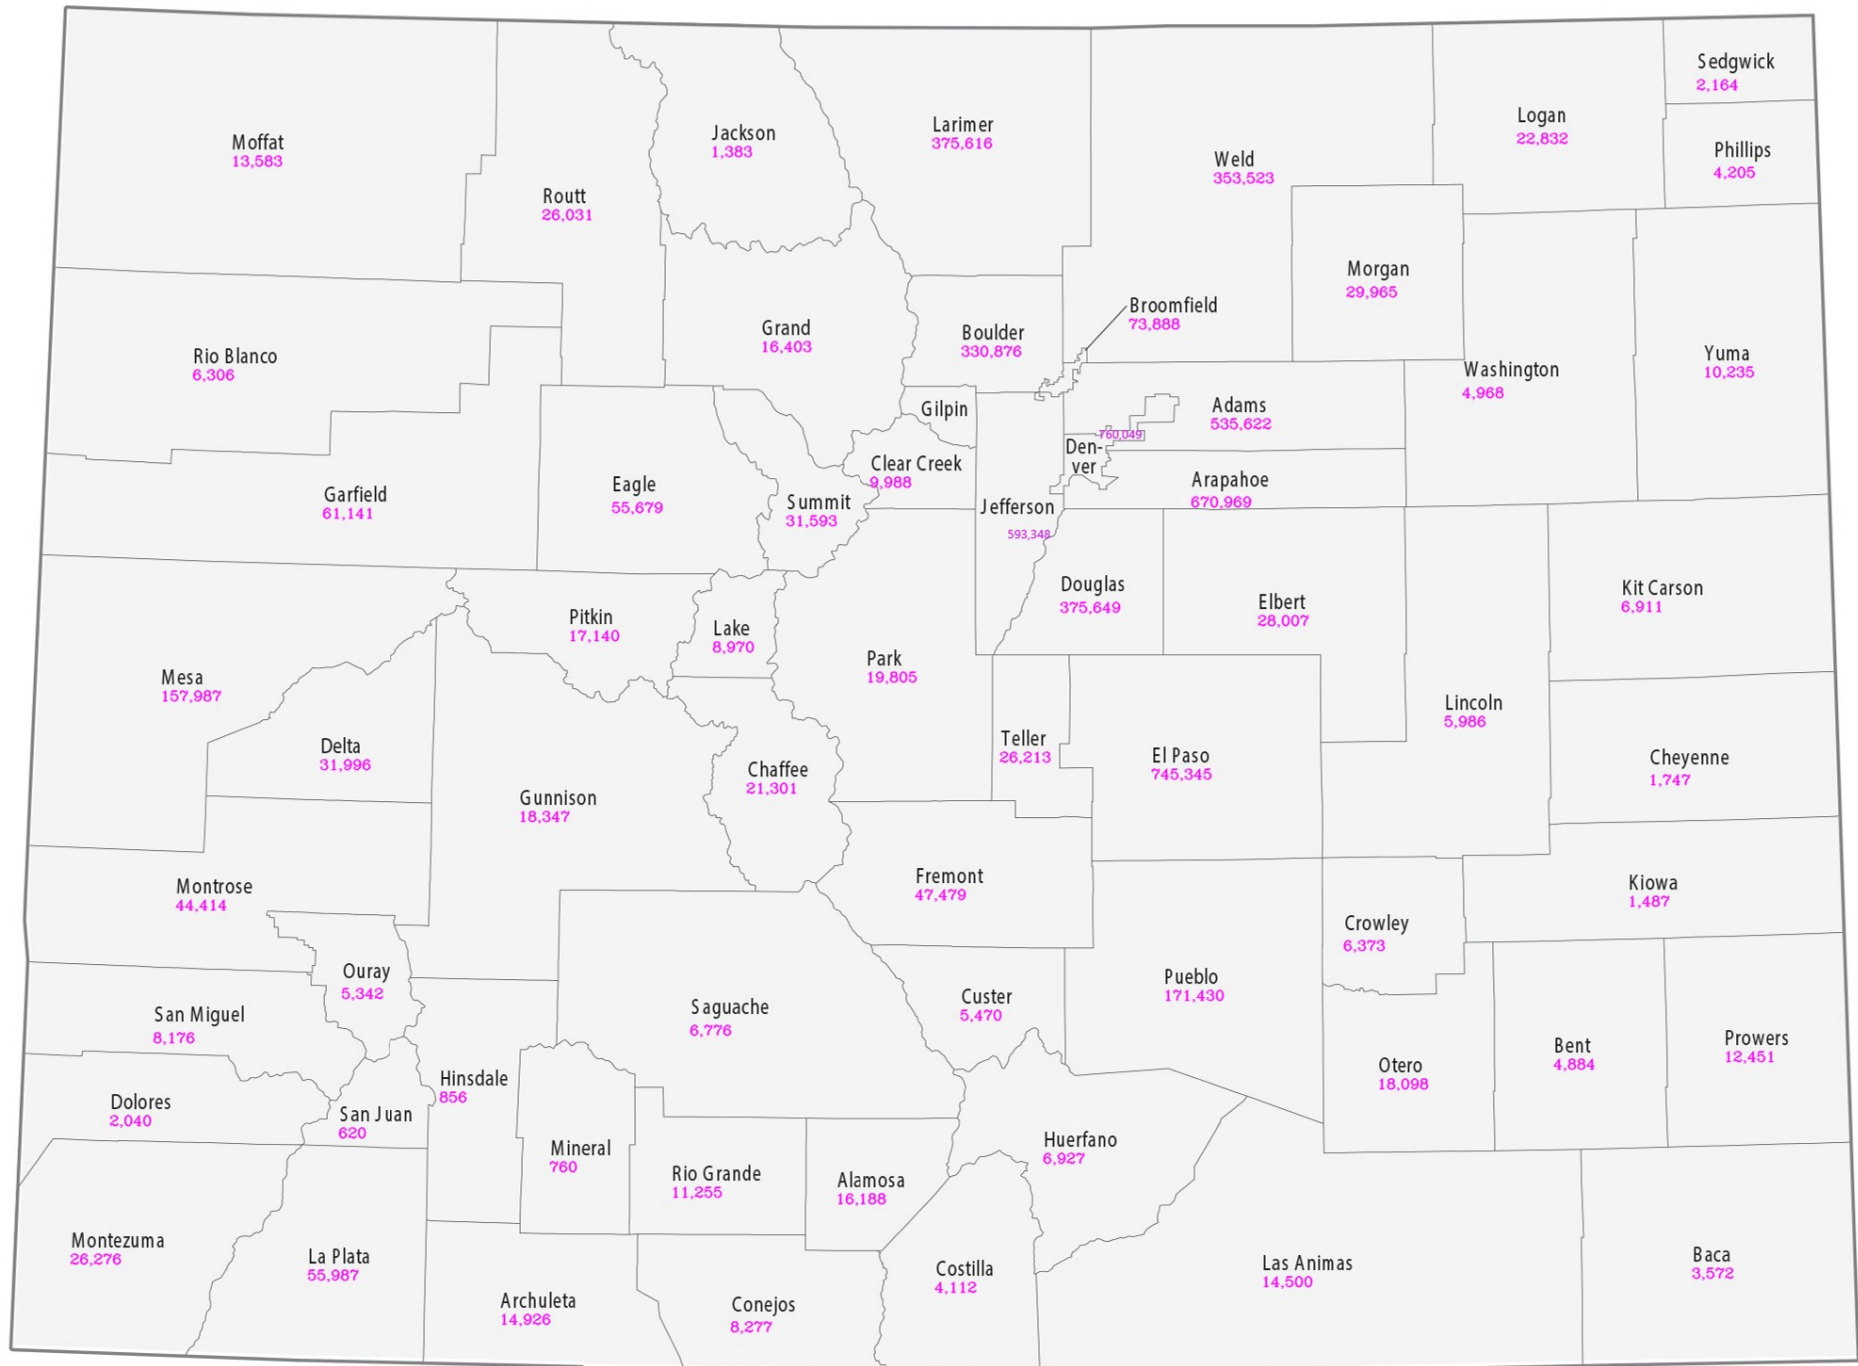 Sedgwick
2,164
Logan
22,832
Larimer
375,616
Jackson
1,383
Moffat
13,583
Weld
353,523
Phillips
4,205
Routt
26,031
Morgan
29,965
Broomfield
73,888
Grand
16,403
Boulder
330,876
Rio Blanco
6,306
Yuma
10,235
Washington
4,968
Gilpin
Adams
535,622
760,049
Den-
ver
Clear Creek
9,988
Arapahoe
670,969
Garfield
61,141
Eagle
55,679
Summit
31,593
Jefferson
593,348
Douglas
375,649
Elbert
28,007
Kit Carson
6,911
Pitkin
17,140
Lake
8,970
Park
19,805
Mesa
157,987
Lincoln
5,986
Delta
31,996
Teller
26,213
El Paso
745,345
Cheyenne
1,747
Chaffee
21,301
Gunnison
18,347
Fremont
47,479
Montrose
44,414
Kiowa
1,487
Crowley
6,373
Ouray
5,342
Pueblo
171,430
Custer
5,470
Saguache
6,776
San Miguel
8,176
Prowers
12,451
Bent
4,884
Otero
18,098
Hinsdale
856
Dolores
2,040
San Juan
620
Huerfano
6,927
Mineral
760
Rio Grande
11,255
Alamosa
16,188
Montezuma
26,276
La Plata
55,987
Baca
3,572
Las Animas
14,500
Costilla
4,112
Archuleta
14,926
Conejos
8,277